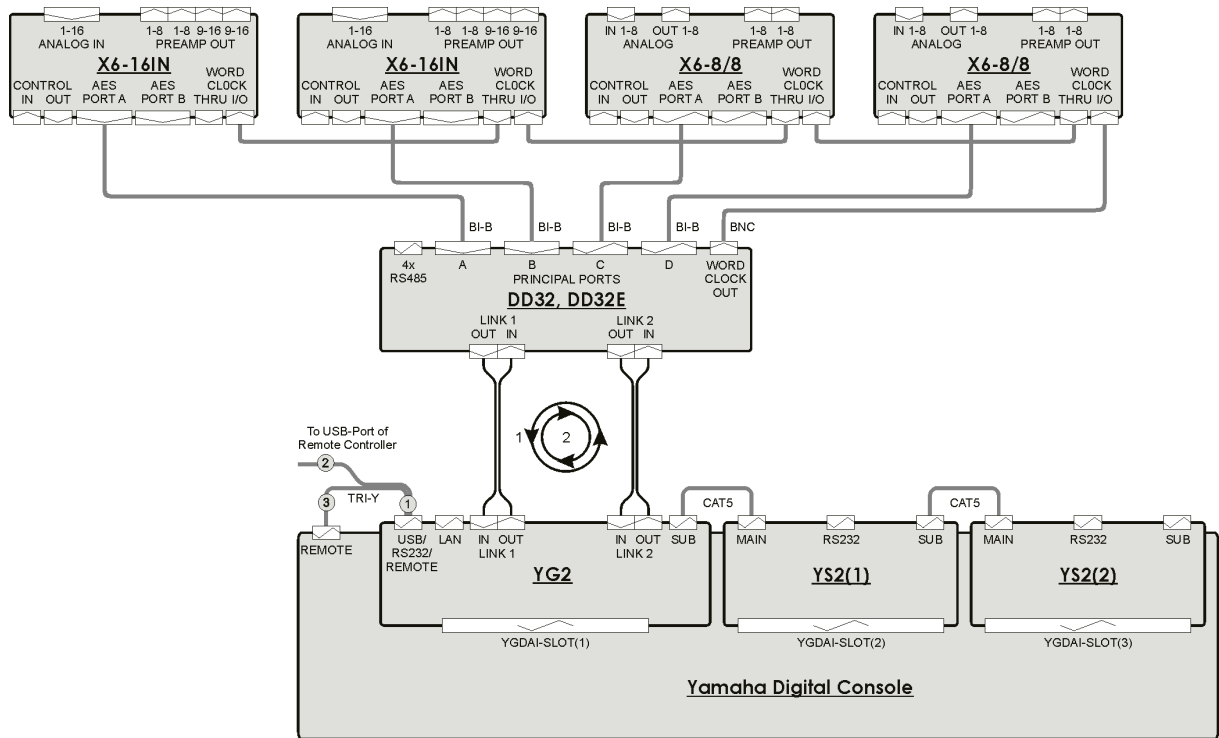 1-16
ANALOG IN
1-8 1-8 9-16 9-16
PREAMP OUT
X6-16IN
CONTROL
IN OUT
AES
PORT A
AES
PORT B
WORD
CLOCK
THRU I/O
1-16
ANALOG IN
1-8 1-8 9-16 9-16
PREAMP OUT
X6-16IN
CONTROL
IN OUT
AES
PORT A
AES
PORT B
WORD
CLOCK
THRU I/O
IN 1-8 OUT 1-8
ANALOG
1-8 1-8
PREAMP OUT
X6-8/8
CONTROL
IN OUT
AES
PORT A
AES
PORT B
WORD
CLOCK
THRU I/O
IN 1-8 OUT 1-8
ANALOG
1-8 1-8
PREAMP OUT
X6-8/8
CONTROL
IN OUT
AES
PORT A
AES
PORT B
WORD
CLOCK
THRU I/O
BI-B BI-B BI-B BI-B BNC
4x
RS485
A B C D
PRINCIPAL PORTS
WORD
CLOCK
OUT
DD32, DD32E
LINK 1
OUT IN
LINK 2
OUT IN
1 2
To USB-Port of
Remote Controller
2
3
TRI-Y
1
CAT5
CAT5
REMOTE
USB/
RS232/
REMOTE
LAN
IN OUT
LINK 1
IN OUT
LINK 2
SUB
YG2
MAIN RS232 SUB
YS2(1)
MAIN RS232 SUB
YS2(2)
YGDAI-SLOT(1)
YGDAI-SLOT(2)
YGDAI-SLOT(3)
Yamaha Digital Console